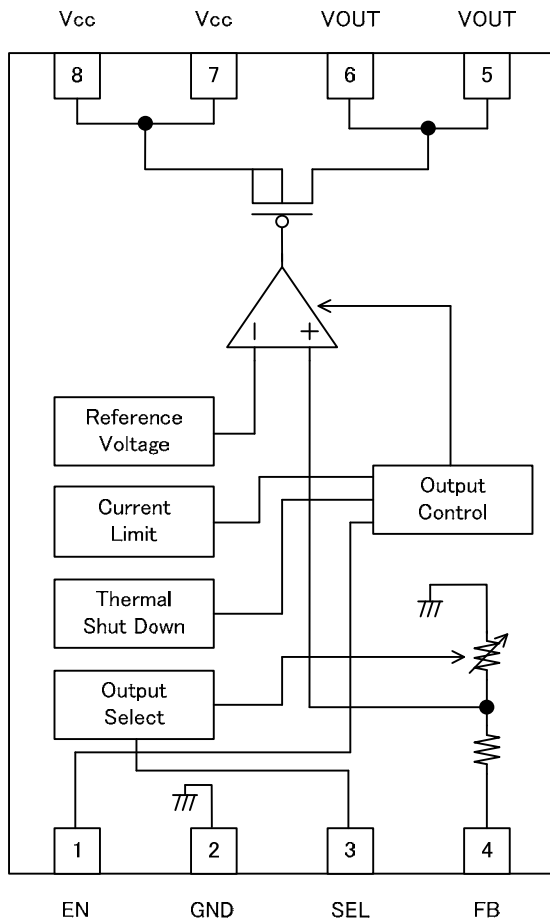 Vcc Vcc VOUT VOUT
8 7 6 5
− +
Reference
Voltage
Current
Limit
Output
Control
Thermal
Shut Down
Output
Select
1 2 3 4
EN GND SEL FB